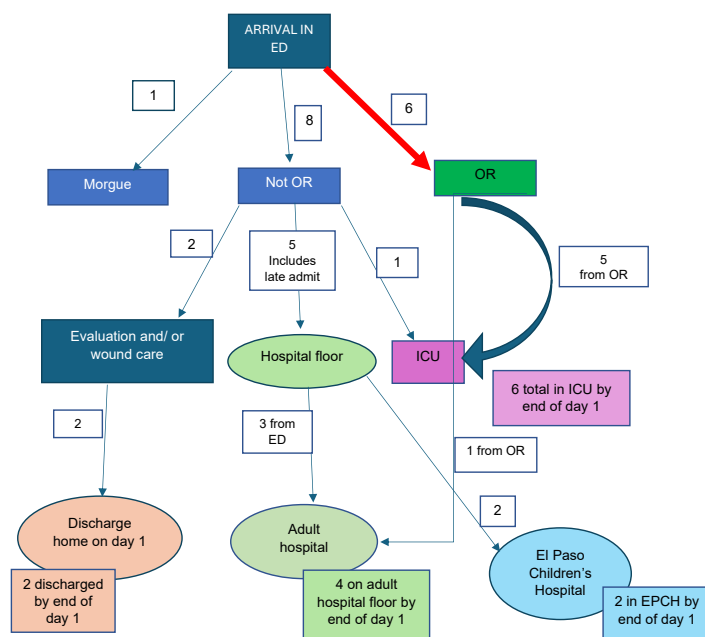 ARRIVAL IN
ED
1
8
6
Morgue
Not OR
OR
2
5
Includes
late admit
1
5
from OR
Evaluation and/ or
wound care
Hospital floor
ICU
6 total in ICU by
end of day 1
2
3 from
ED
1 from OR
2
Discharge
home on day 1
Adult
hospital
El Paso
Children's
Hospital
2 discharged
by end of
day 1
4 on adult
hospital floor by
end of day 1
2 in EPCH by
end of day 1